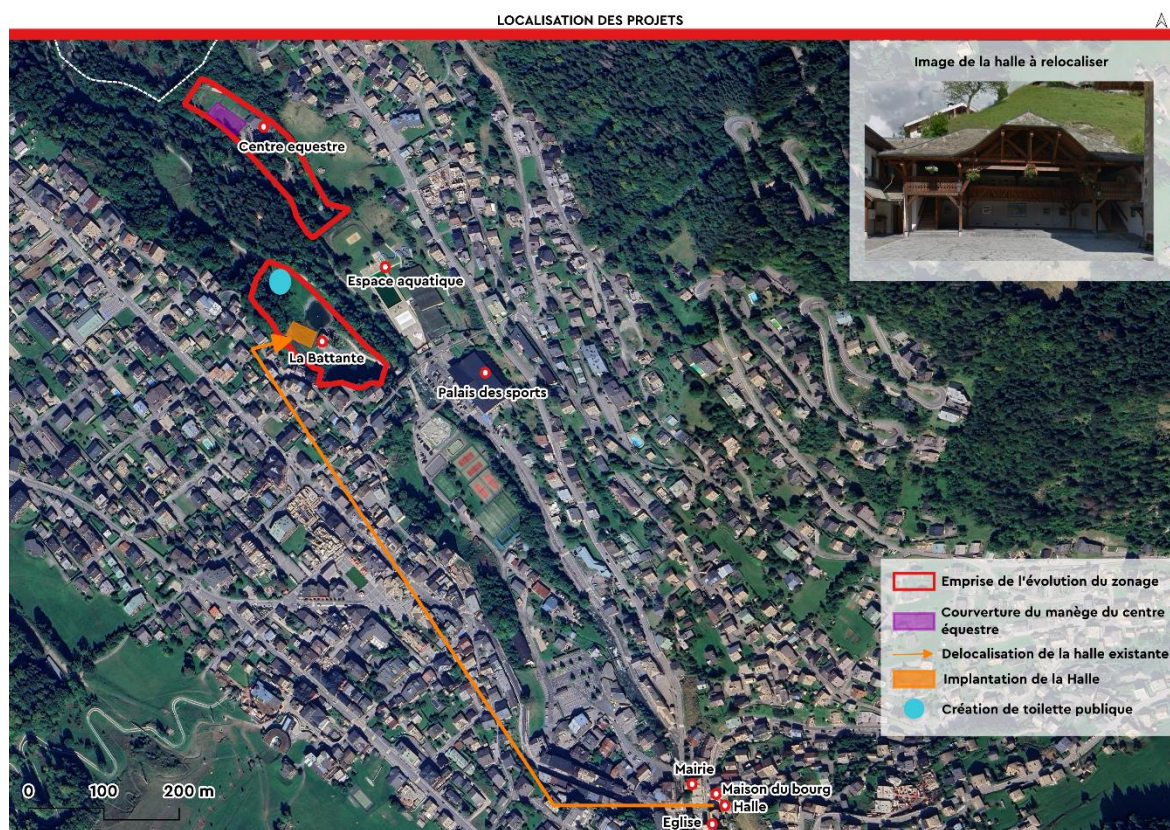 LOCALISATION DES PROJETS
Image de la halle à relocaliser
Centre equestre
Espace aquatique
La Battante
Palais des sports
Emprise de l'évolution du zonage
Courverture du manège du centre
équestre
Delocalisation de la halle existante
Implantation de la Halle
Création de toilette publique
Mairie
Maison du bourg
Halle
Eglise
0 100 200 m